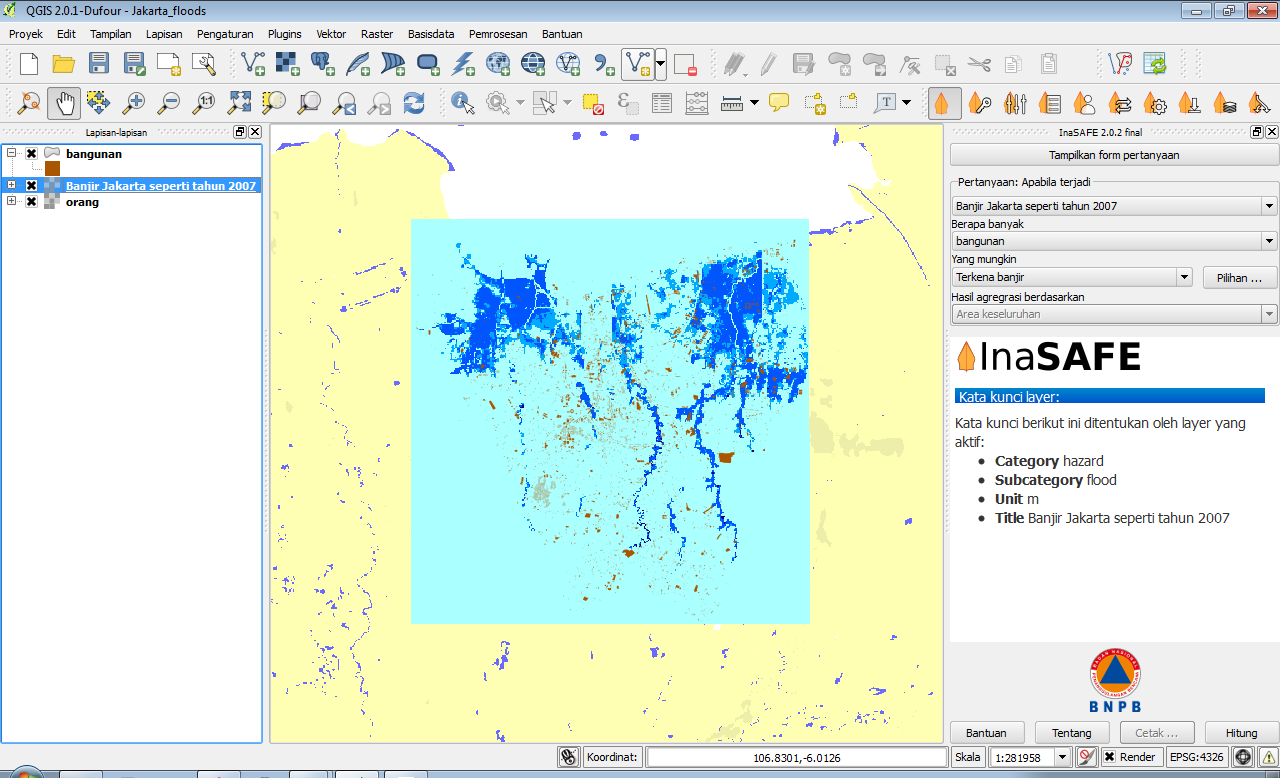 QGIS 2.0.1-Dufour - Jakarta_floods
Proyek Edit Tampilan Lapisan Pengaturan Plugins Vektor Raster Basisdata Pemrosesan Bantuan
1:1
T
Lapisan-lapisan
bangunan
Banjir Jakarta seperti tahun 2007
orang
InaSAFE 2.0.2 final
Tampilkan form pertanyaan
Pertanyaan: Apabila terjadi
Banjir Jakarta seperti tahun 2007
Berapa banyak
bangunan
Yang mungkin
Terkena banjir
Pilihan ...
Hasil agregrasi berdasarkan
Area keseluruhan
InaSAFE
Kata kunci layer:
Kata kunci berikut ini ditentukan oleh layer yang
aktif:
Category hazard
Subcategory flood
Unit m
Title Banjir Jakarta seperti tahun 2007
BNPB
Bantuan Tentang Cetak ... Hitung
Koordinat: 106.8301,-6.0126 Skala 1:281958 Render EPSG:4326